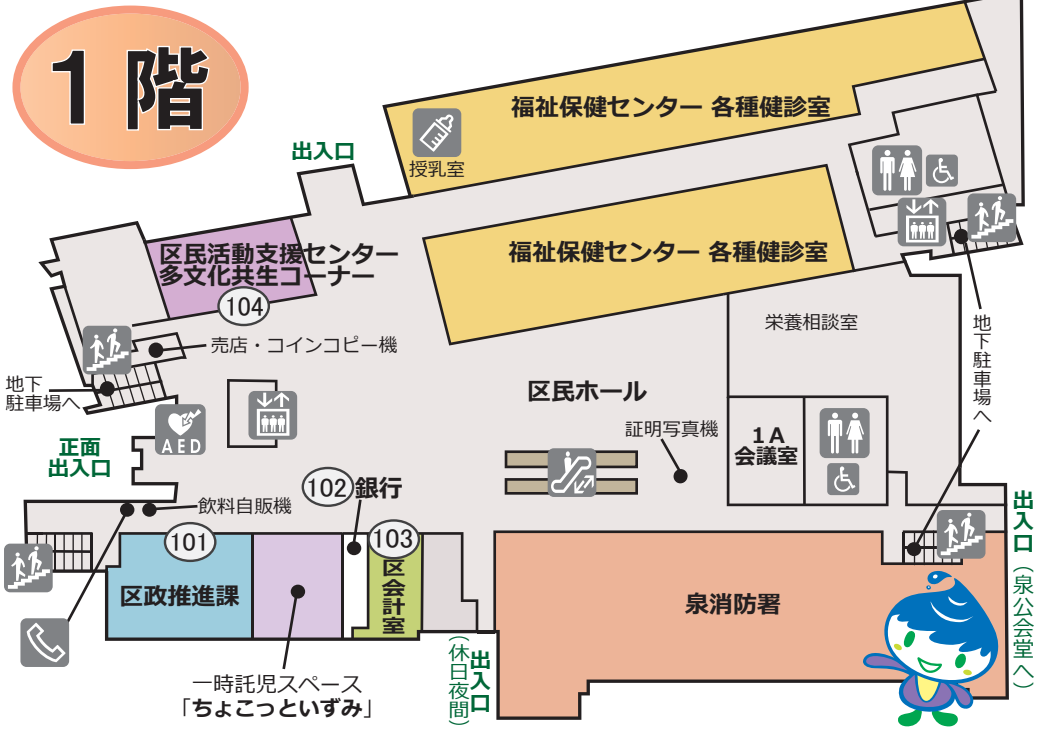 1階
出入口
福祉保健センター 各種健診室
授乳室
区民活動支援センター
多文化共生コーナー
104
福祉保健センター 各種健診室
売店・コインコピー機
地下
駐車場へ
栄養相談室
地下駐車場へ
区民ホール
AED
正面
出入口
証明写真機
1A
会議室
102 銀行
飲料自販機
101
区政推進課
103
区会計室
泉消防署
出入口(泉公会堂へ)
一時託児スペース
「ちょこっといずみ」
出入口
(休日夜間)